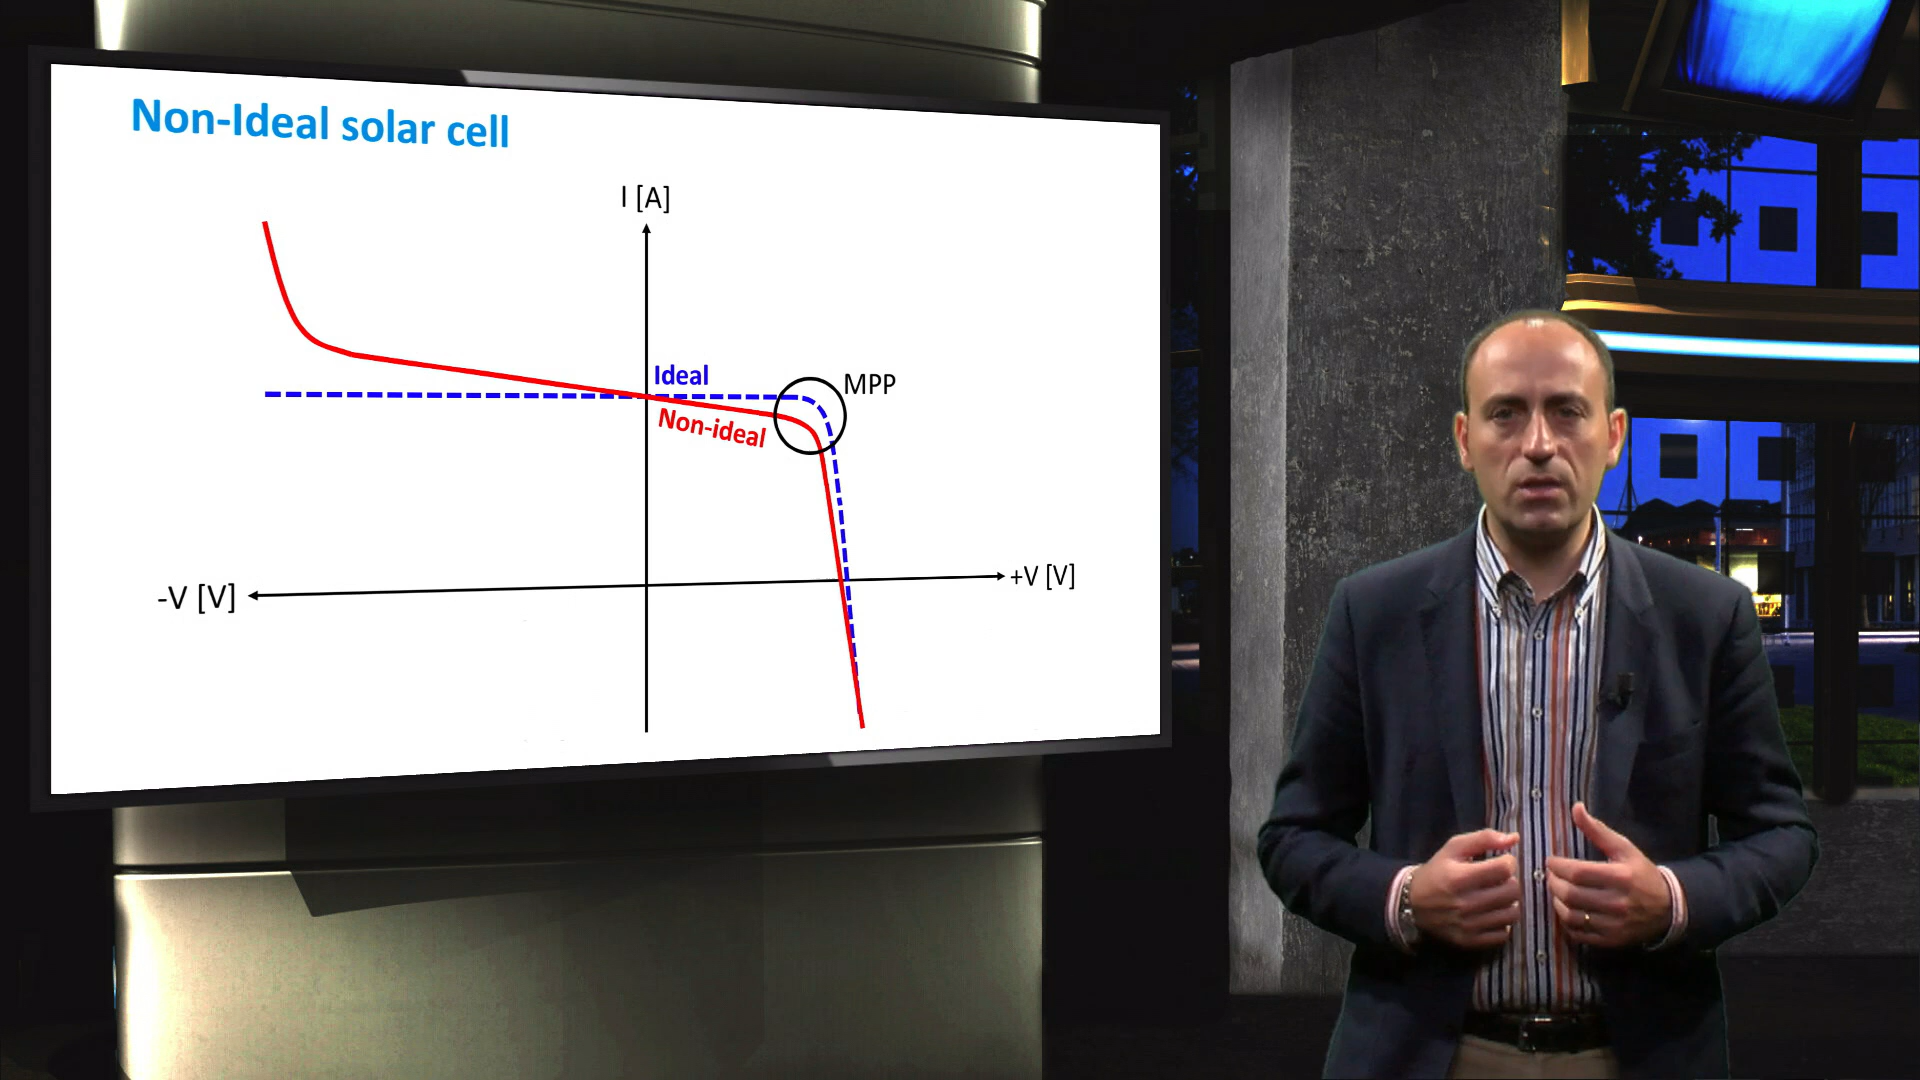 Non-Ideal solar cell
I [A]
Ideal
MPP
Non-ideal
-V [V]
+V [V]